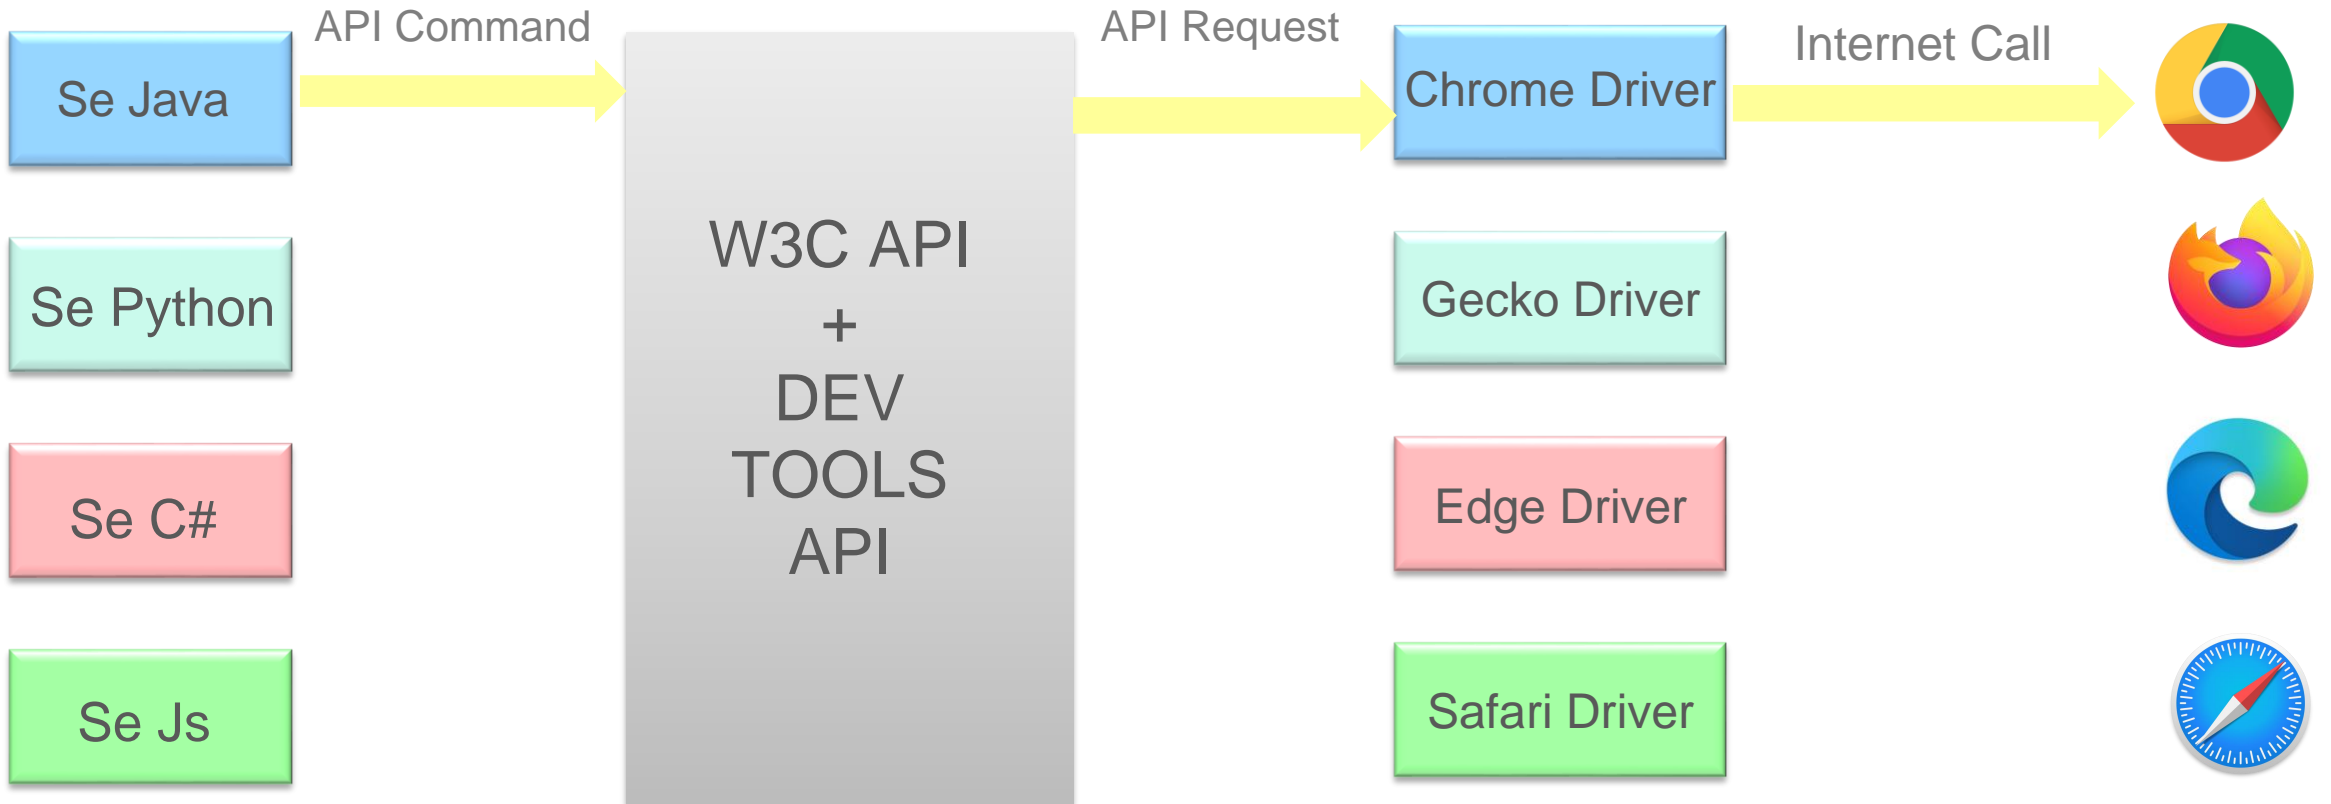 API Command
API Request
Internet Call
Se Java
Chrome Driver
Se Python
W3C API
+
DEV
TOOLS
API
Gecko Driver
Se C#
Edge Driver
Se Js
Safari Driver